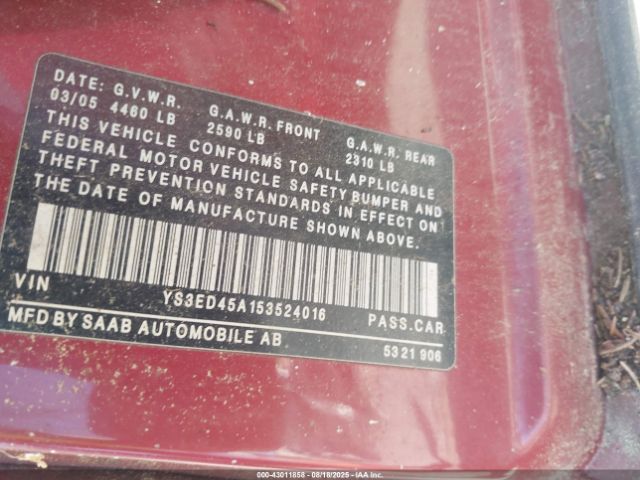 DATE: G.V.W.R. G.A.W.R. FRONT G.A.W.R. REAR
03/05 4460 LB 2590 LB 2310 LB
THIS VEHICLE CONFORMS TO ALL APPLICABLE
FEDERAL MOTOR VEHICLE SAFETY BUMPER AND
THEFT PREVENTION STANDARDS IN EFFECT ON
THE DATE OF MANUFACTURE SHOWN ABOVE.
VIN YS3ED45A153524016 PASS.CAR
MFD BY SAAB AUTOMOBILE AB 5321 906
000-43011858 - 08/18/2025 - IAA Inc.